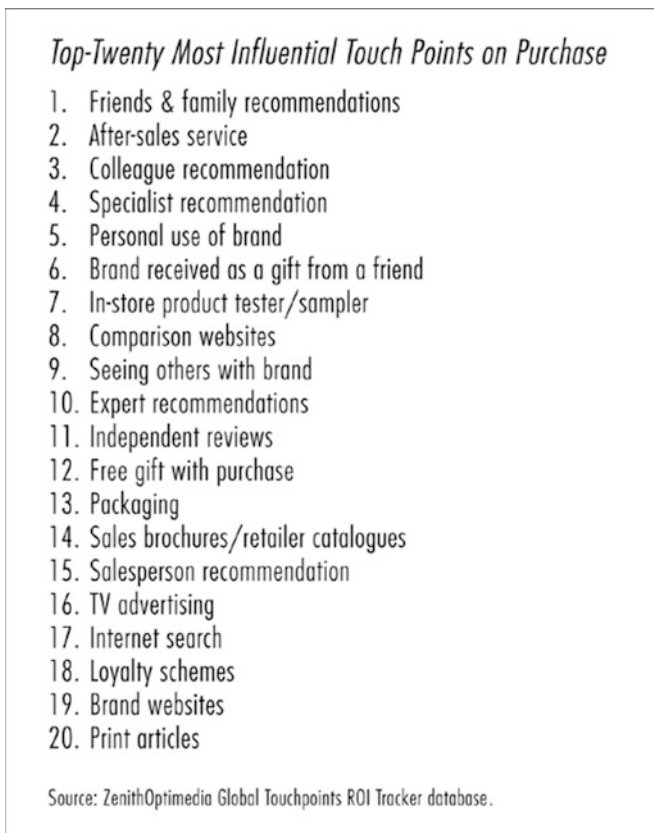 Top-Twenty Most Influential Touch Points on Purchase
1. Friends & family recommendations
2. After-sales service
3. Colleague recommendation
4. Specialist recommendation
5. Personal use of brand
6. Brand received as a gift from a friend
7. In-store product tester/sampler
8. Comparison websites
9. Seeing others with brand
10. Expert recommendations
11. Independent reviews
12. Free gift with purchase
13. Packaging
14. Sales brochures/retailer catalogues
15. Salesperson recommendation
16. TV advertising
17. Internet search
18. Loyalty schemes
19. Brand websites
20. Print articles
Source: ZenithOptimedia Global Touchpoints ROI Tracker database.